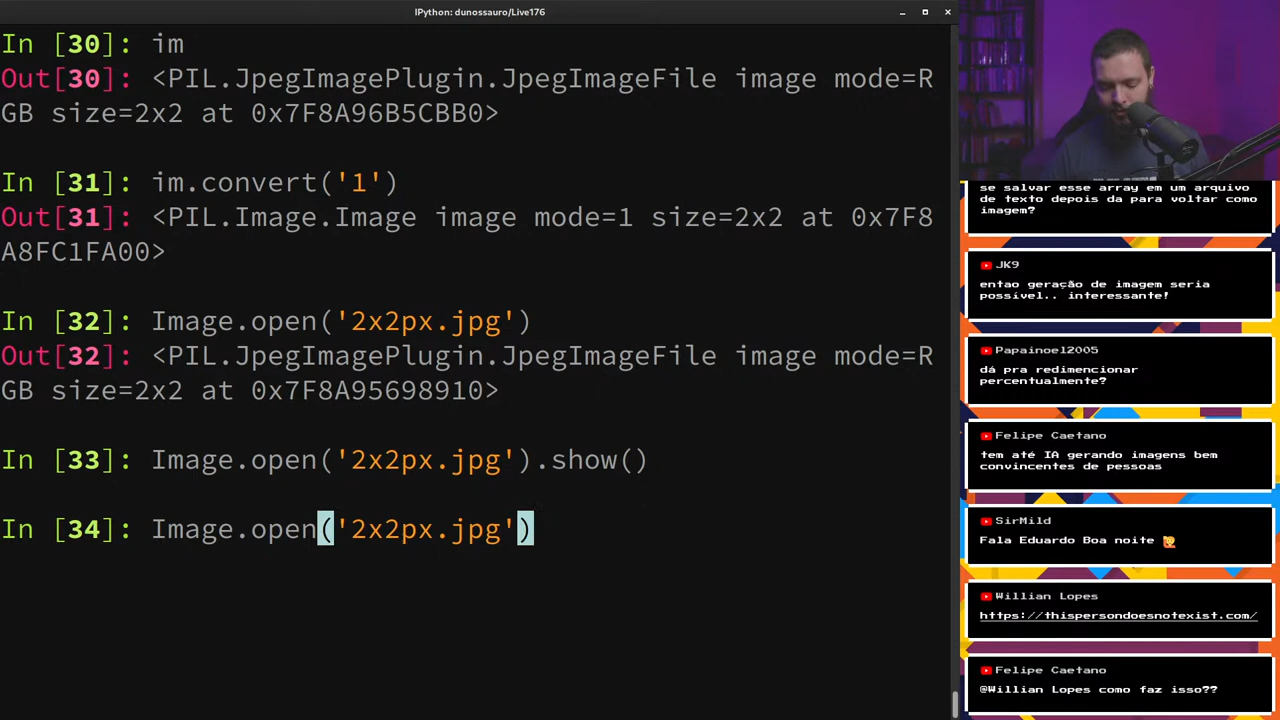 IPython: dunossauro/Live176
In [30]: im
Out[30]: <PIL.JpegImagePlugin.JpegImageFile image mode=R
GB size=2x2 at 0x7F8A96B5CBB0>
In [31]: im.convert('1')
Out[31]: <PIL.Image.Image image mode=1 size=2x2 at 0x7F8
A8FC1FA00>
In [32]: Image.open('2x2px.jpg')
Out[32]: <PIL.JpegImagePlugin.JpegImageFile image mode=R
GB size=2x2 at 0x7F8A95698910>
In [33]: Image.open('2x2px.jpg').show()
In [34]: Image.open('2x2px.jpg')
se salvar esse array em um arquivo
de texto depois da para voltar como
imagem?
JK9
entao geração de imagem seria
possivel.. interessante!
Papainoel2005
dá pra redimencionar
percentualmente?
Felipe Caetano
tem até IA gerando imagens bem
convincentes de pessoas
SirMild
Fala Eduardo Boa noite 🙋
Willian Lopes
https://thispersondoesnotexist.com/
Felipe Caetano
@Willian Lopes como faz isso??